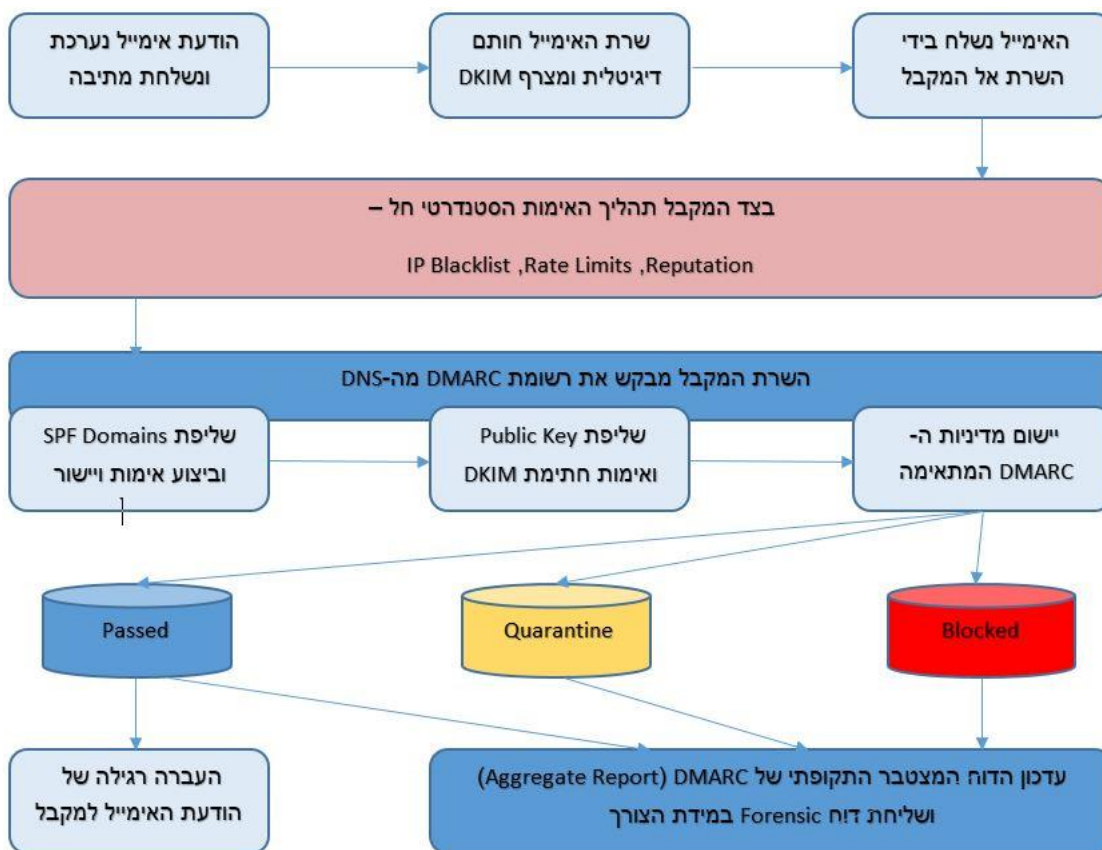 הודעת אימייל נערכת
ונשלחת מתיבה
שרת האימייל חותם
דיגיטלית ומצרף DKIM
האימייל נשלח בידי
השרת אל המקבל
בצד המקבל תהליך האימות הסטנדרטי חל –
IP Blacklist ,Rate Limits ,Reputation
השרת המקבל מבקש את רשומת DMARC מה-DNS
שליפת SPF Domains
וביצוע אימות ויישור
שליפת Public Key
ואימות חתימת DKIM
יישום מדיניות ה-
DMARC המתאימה
Passed
Quarantine
Blocked
העברה רגילה של
הודעת האימייל למקבל
עדכון הדוח המצטבר התקופתי של DMARC (Aggregate Report)
ושליחת דוח Forensic במידת הצורך